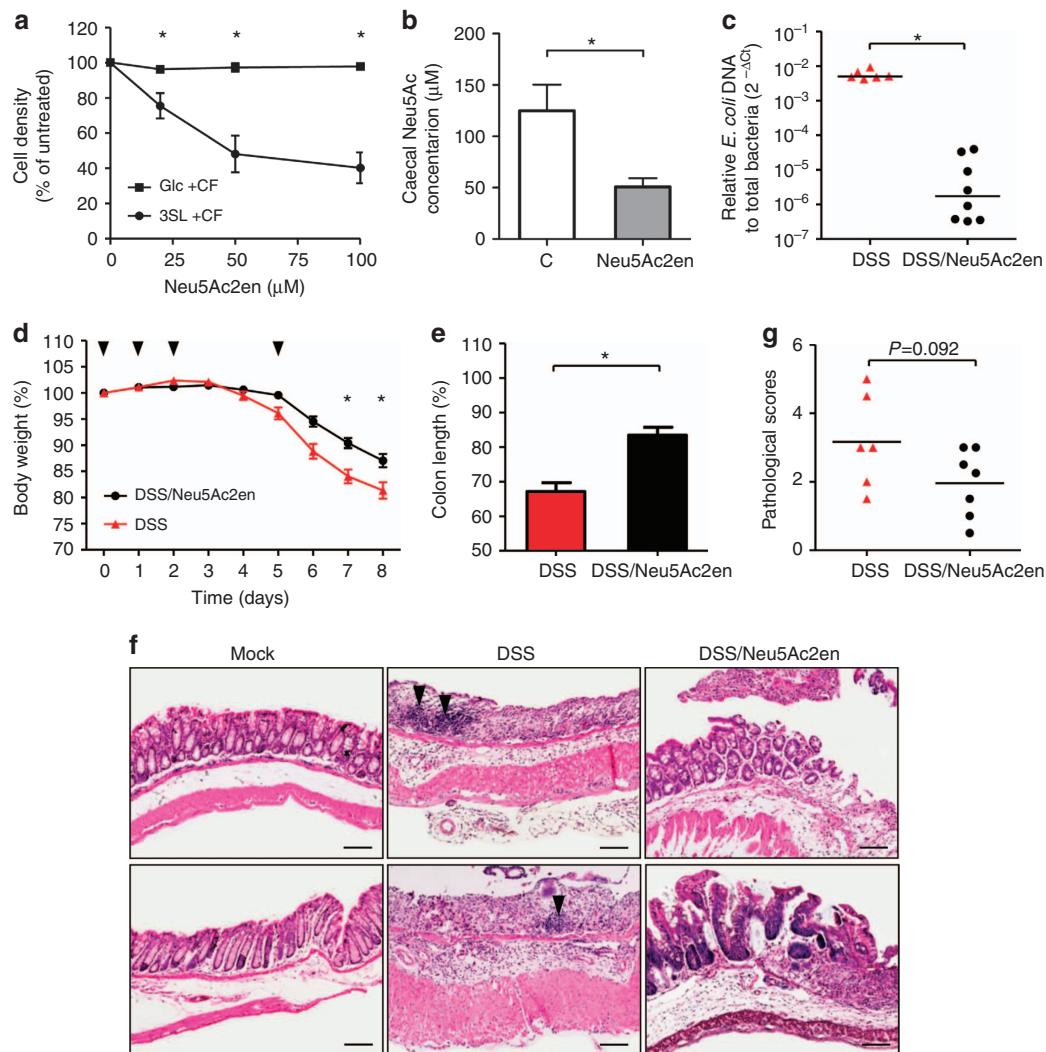 a
120
100
80
60
40
20
0
Cell density
(% of untreated)
* * *
Glc +CF
3SL +CF
0 25 50 75 100
Neu5Ac2en (μM)
b
200
150
100
50
0
Caecal Neu5Ac
concentarion (μM)
*
C Neu5Ac2en
c
10⁻¹
10⁻²
10⁻³
10⁻⁴
10⁻⁵
10⁻⁶
10⁻⁷
Relative E. coli DNA
to total bacteria (2 ⁻ΔCt)
*
DSS DSS/Neu5Ac2en
d
110
105
100
95
90
85
80
75
70
Body weight (%)
* *
DSS/Neu5Ac2en
DSS
0 1 2 3 4 5 6 7 8
Time (days)
e
100
90
80
70
60
50
Colon length (%)
*
DSS DSS/Neu5Ac2en
g
6
4
2
0
Pathological scores
P=0.092
DSS DSS/Neu5Ac2en
f
Mock DSS DSS/Neu5Ac2en